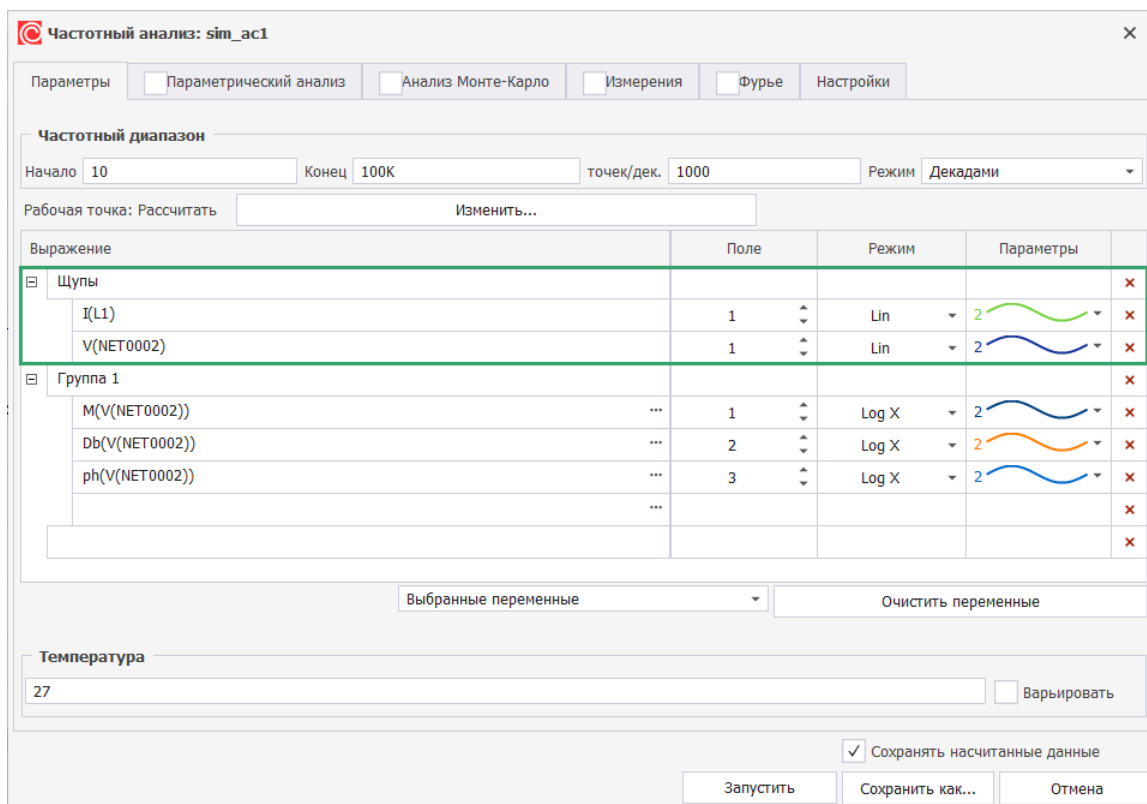 Частотный анализ: sim_ac1
Параметры Параметрический анализ Анализ Монте-Карло Измерения Фурье Настройки
Частотный диапазон
Начало 10 Конец 100K точек/дек. 1000 Режим Декадами
Рабочая точка: Рассчитать Изменить...
Выражение Поле Режим Параметры
Щупы
I(L1) 1 Lin 2
V(NET0002) 1 Lin 2
Группа 1
M(V(NET0002)) ... 1 Log X 2
Db(V(NET0002)) ... 2 Log X 2
ph(V(NET0002)) ... 3 Log X 2
...
Выбранные переменные Очистить переменные
Температура
27 Варьировать
Сохранять насчитанные данные
Запустить Сохранить как... Отмена